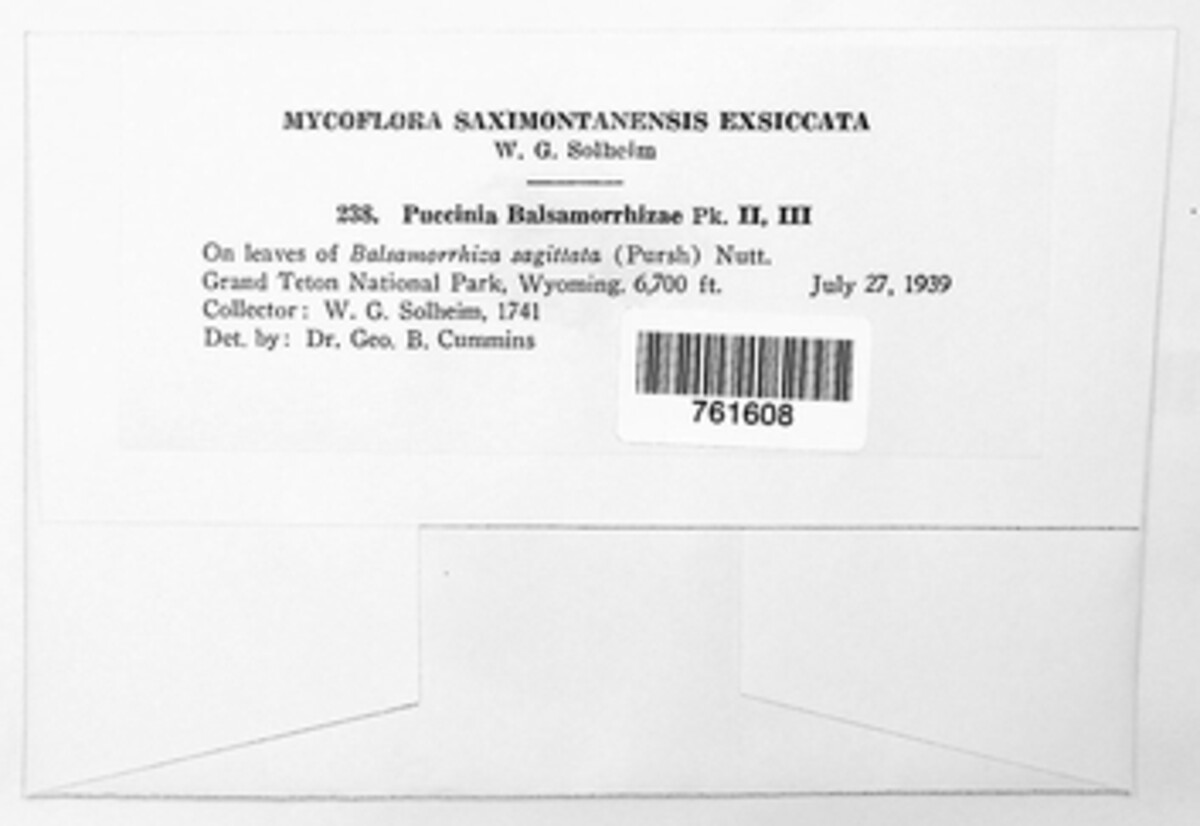 MYCOFLORA SAXIMONTANENSIS EXSICCATA
W. G. Solheim
238. Puccinia Balsamorrhizae Pk. II, III
On leaves of Balsamorrhiza sagittata (Pursh) Nutt.
Grand Teton National Park, Wyoming. 6,700 ft. July 27, 1939
Collector: W. G. Solheim, 1741
Det. by: Dr. Geo. B. Cummins
761608